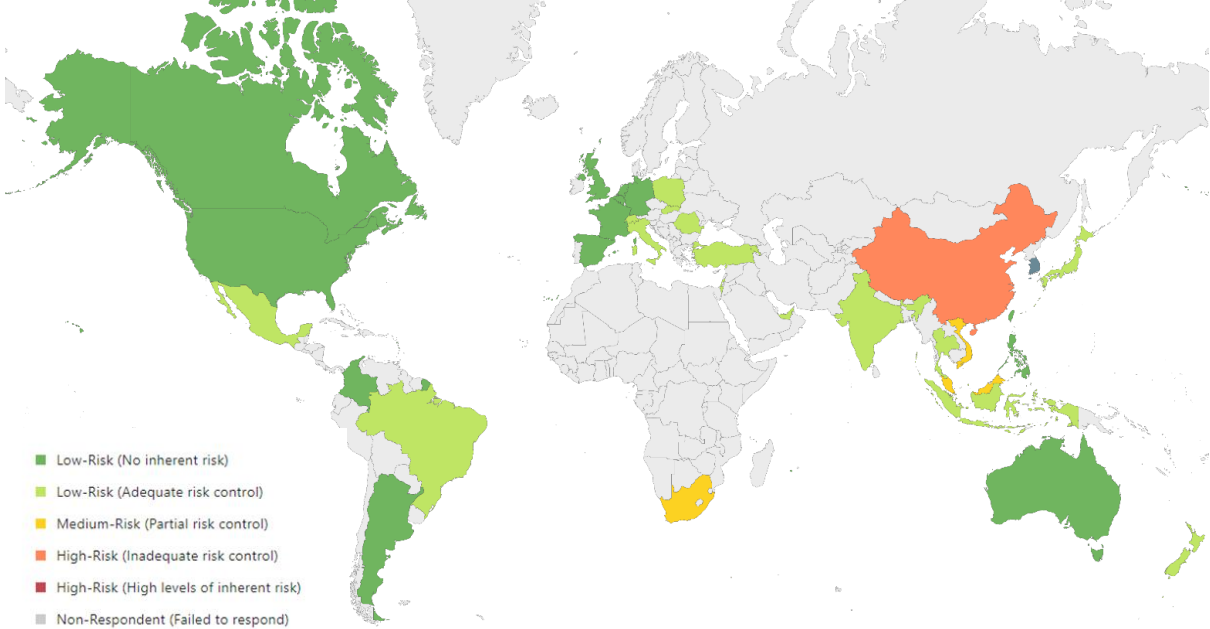 Low-Risk (No inherent risk)
Low-Risk (Adequate risk control)
Medium-Risk (Partial risk control)
High-Risk (Inadequate risk control)
High-Risk (High levels of inherent risk)
Non-Respondent (Failed to respond)